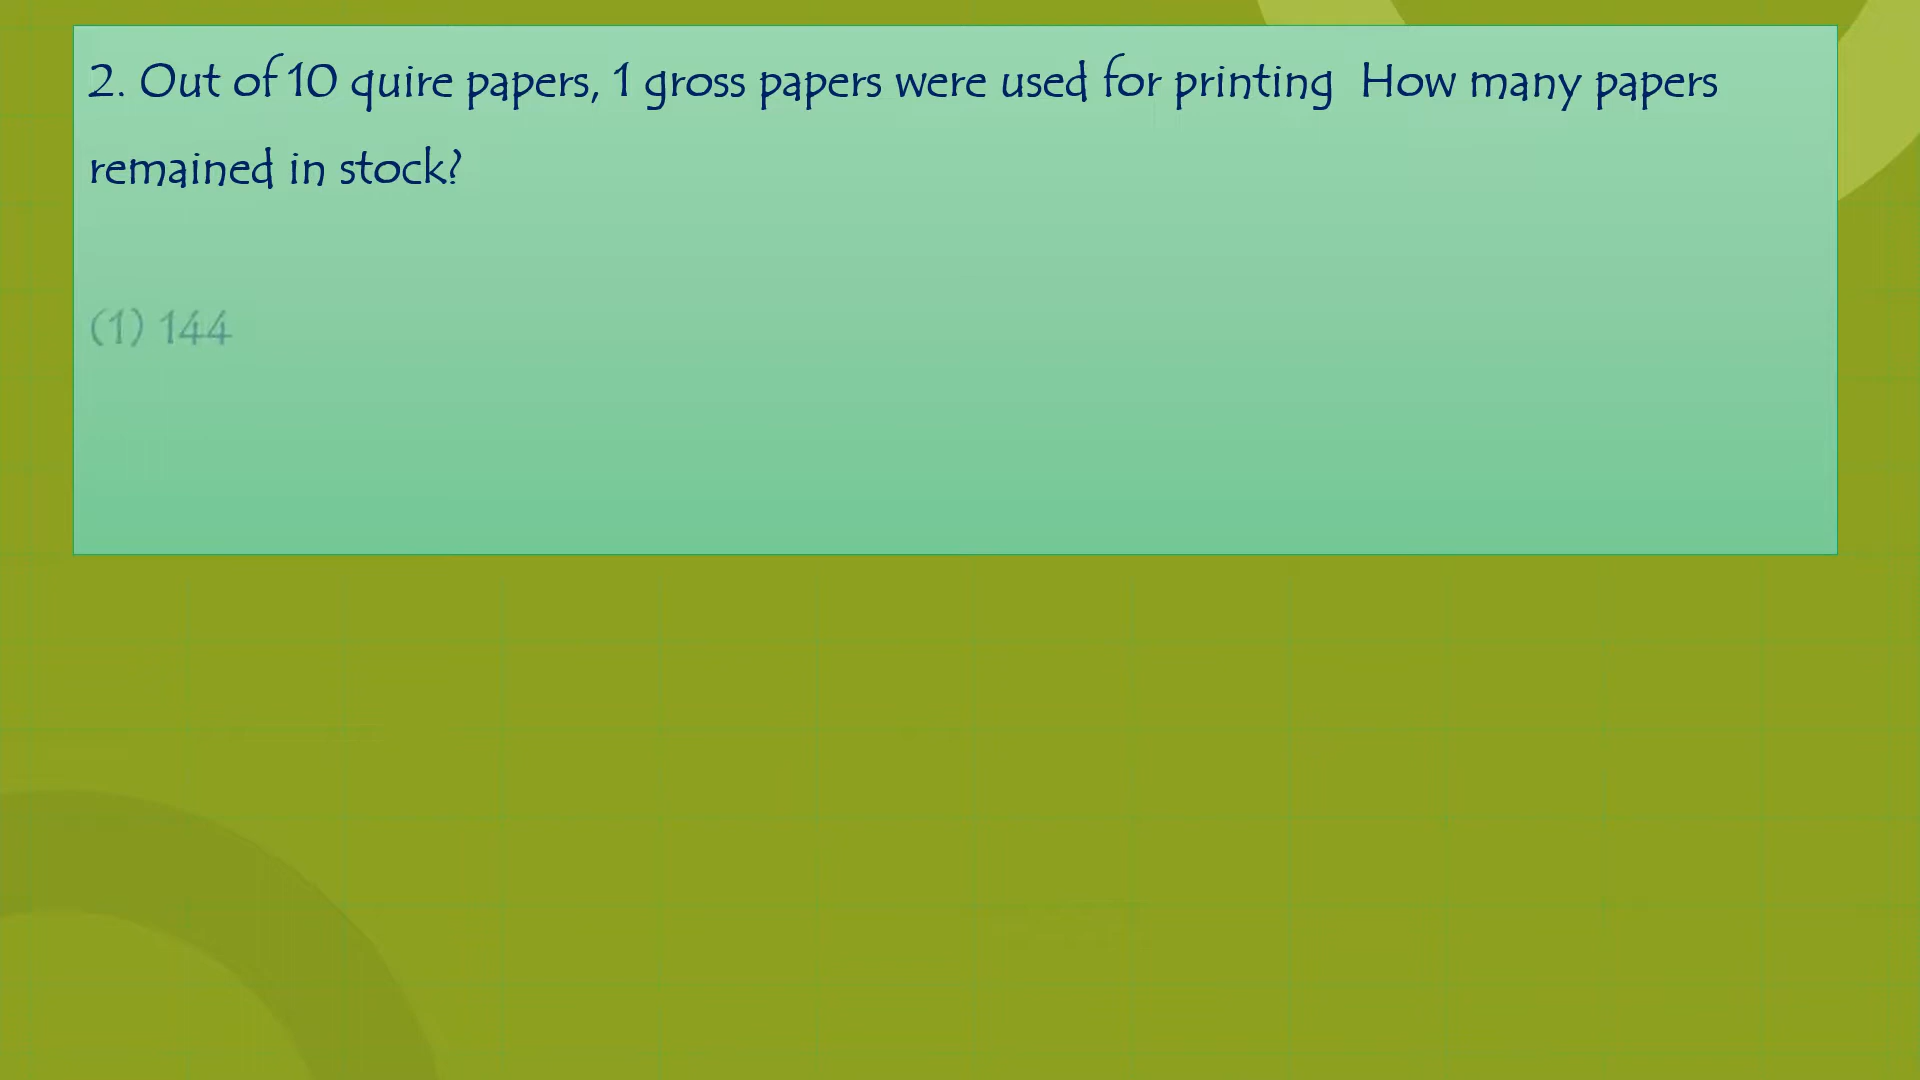 2. Out of 10 quire papers, 1 gross papers were used for printing  How many papers
remained in stock?
(1) 144